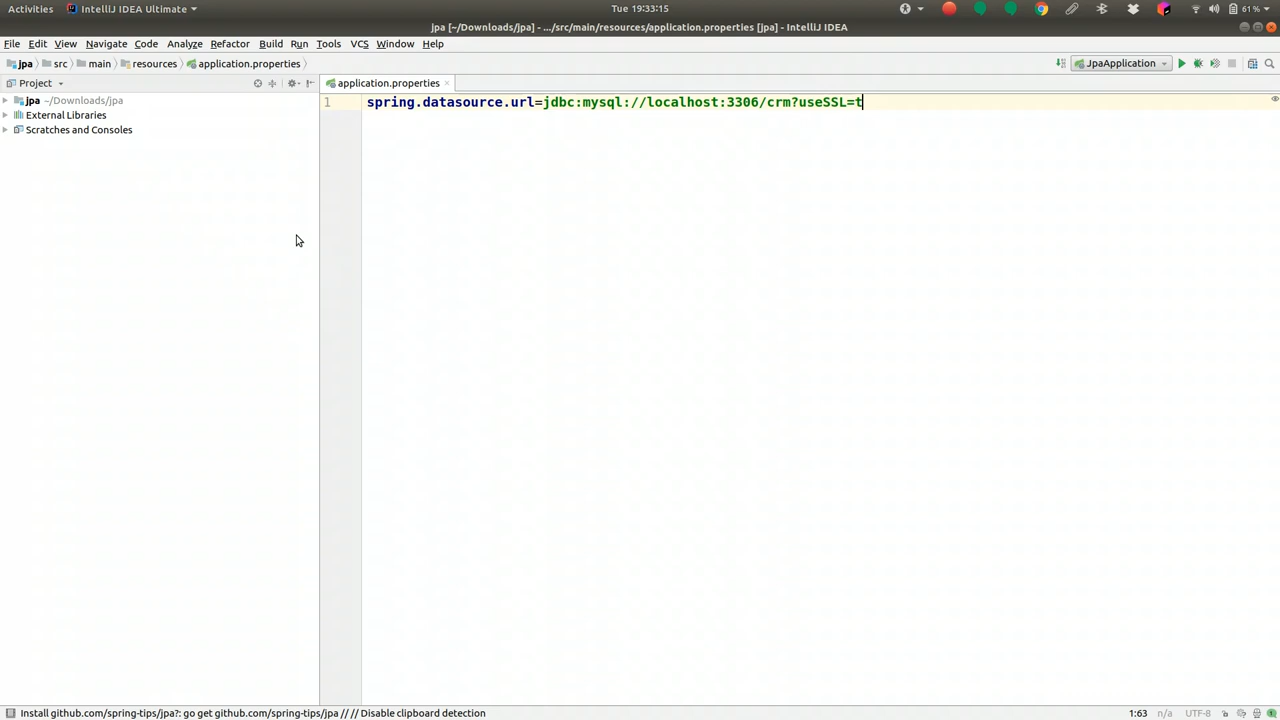 Activities IntelliJ IDEA Ultimate Tue 19:33:15 61%
jpa [~/Downloads/jpa] - .../src/main/resources/application.properties [jpa] - IntelliJ IDEA
File Edit View Navigate Code Analyze Refactor Build Run Tools VCS Window Help
jpa src main resources application.properties JpaApplication
Project application.properties
jpa ~/Downloads/jpa
External Libraries
Scratches and Consoles
1 spring.datasource.url=jdbc:mysql://localhost:3306/crm?useSSL=t
Install github.com/spring-tips/jpa?: go get github.com/spring-tips/jpa //// Disable clipboard detection 1:63 n/a UTF-8